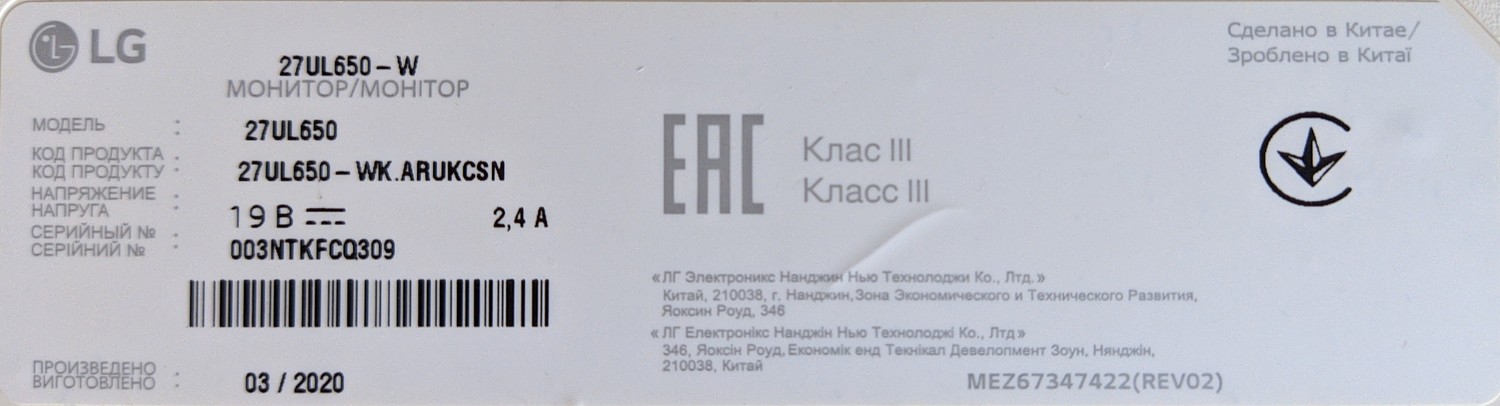 LG
27UL650-W
МОНИТОР/МОНІТОР
МОДЕЛЬ : 27UL650
КОД ПРОДУКТА
КОД ПРОДУКТУ : 27UL650-WK.ARUKCSN
НАПРЯЖЕНИЕ
НАПРУГА : 19 В 2,4 А
СЕРИЙНЫЙ №
СЕРІЙНИЙ № : 003NTKFCQ309
ПРОИЗВЕДЕНО
ВИГОТОВЛЕНО : 03 / 2020
EAC
Клас III
Класс III
Сделано в Китае/
Зроблено в Китаї
«ЛГ Электроникс Нанджин Нью Технолоджи Ко., Лтд.»
Китай, 210038, г. Нанджин, Зона Экономического и Технического Развития,
Яоксин Роуд, 346
«ЛГ Електронікс Нанджін Нью Технолоджі Ко., Лтд»
346, Яоксін Роуд, Економік енд Текнікал Девелопмент Зоун, Нянджін,
210038, Китай
MEZ67347422(REV02)